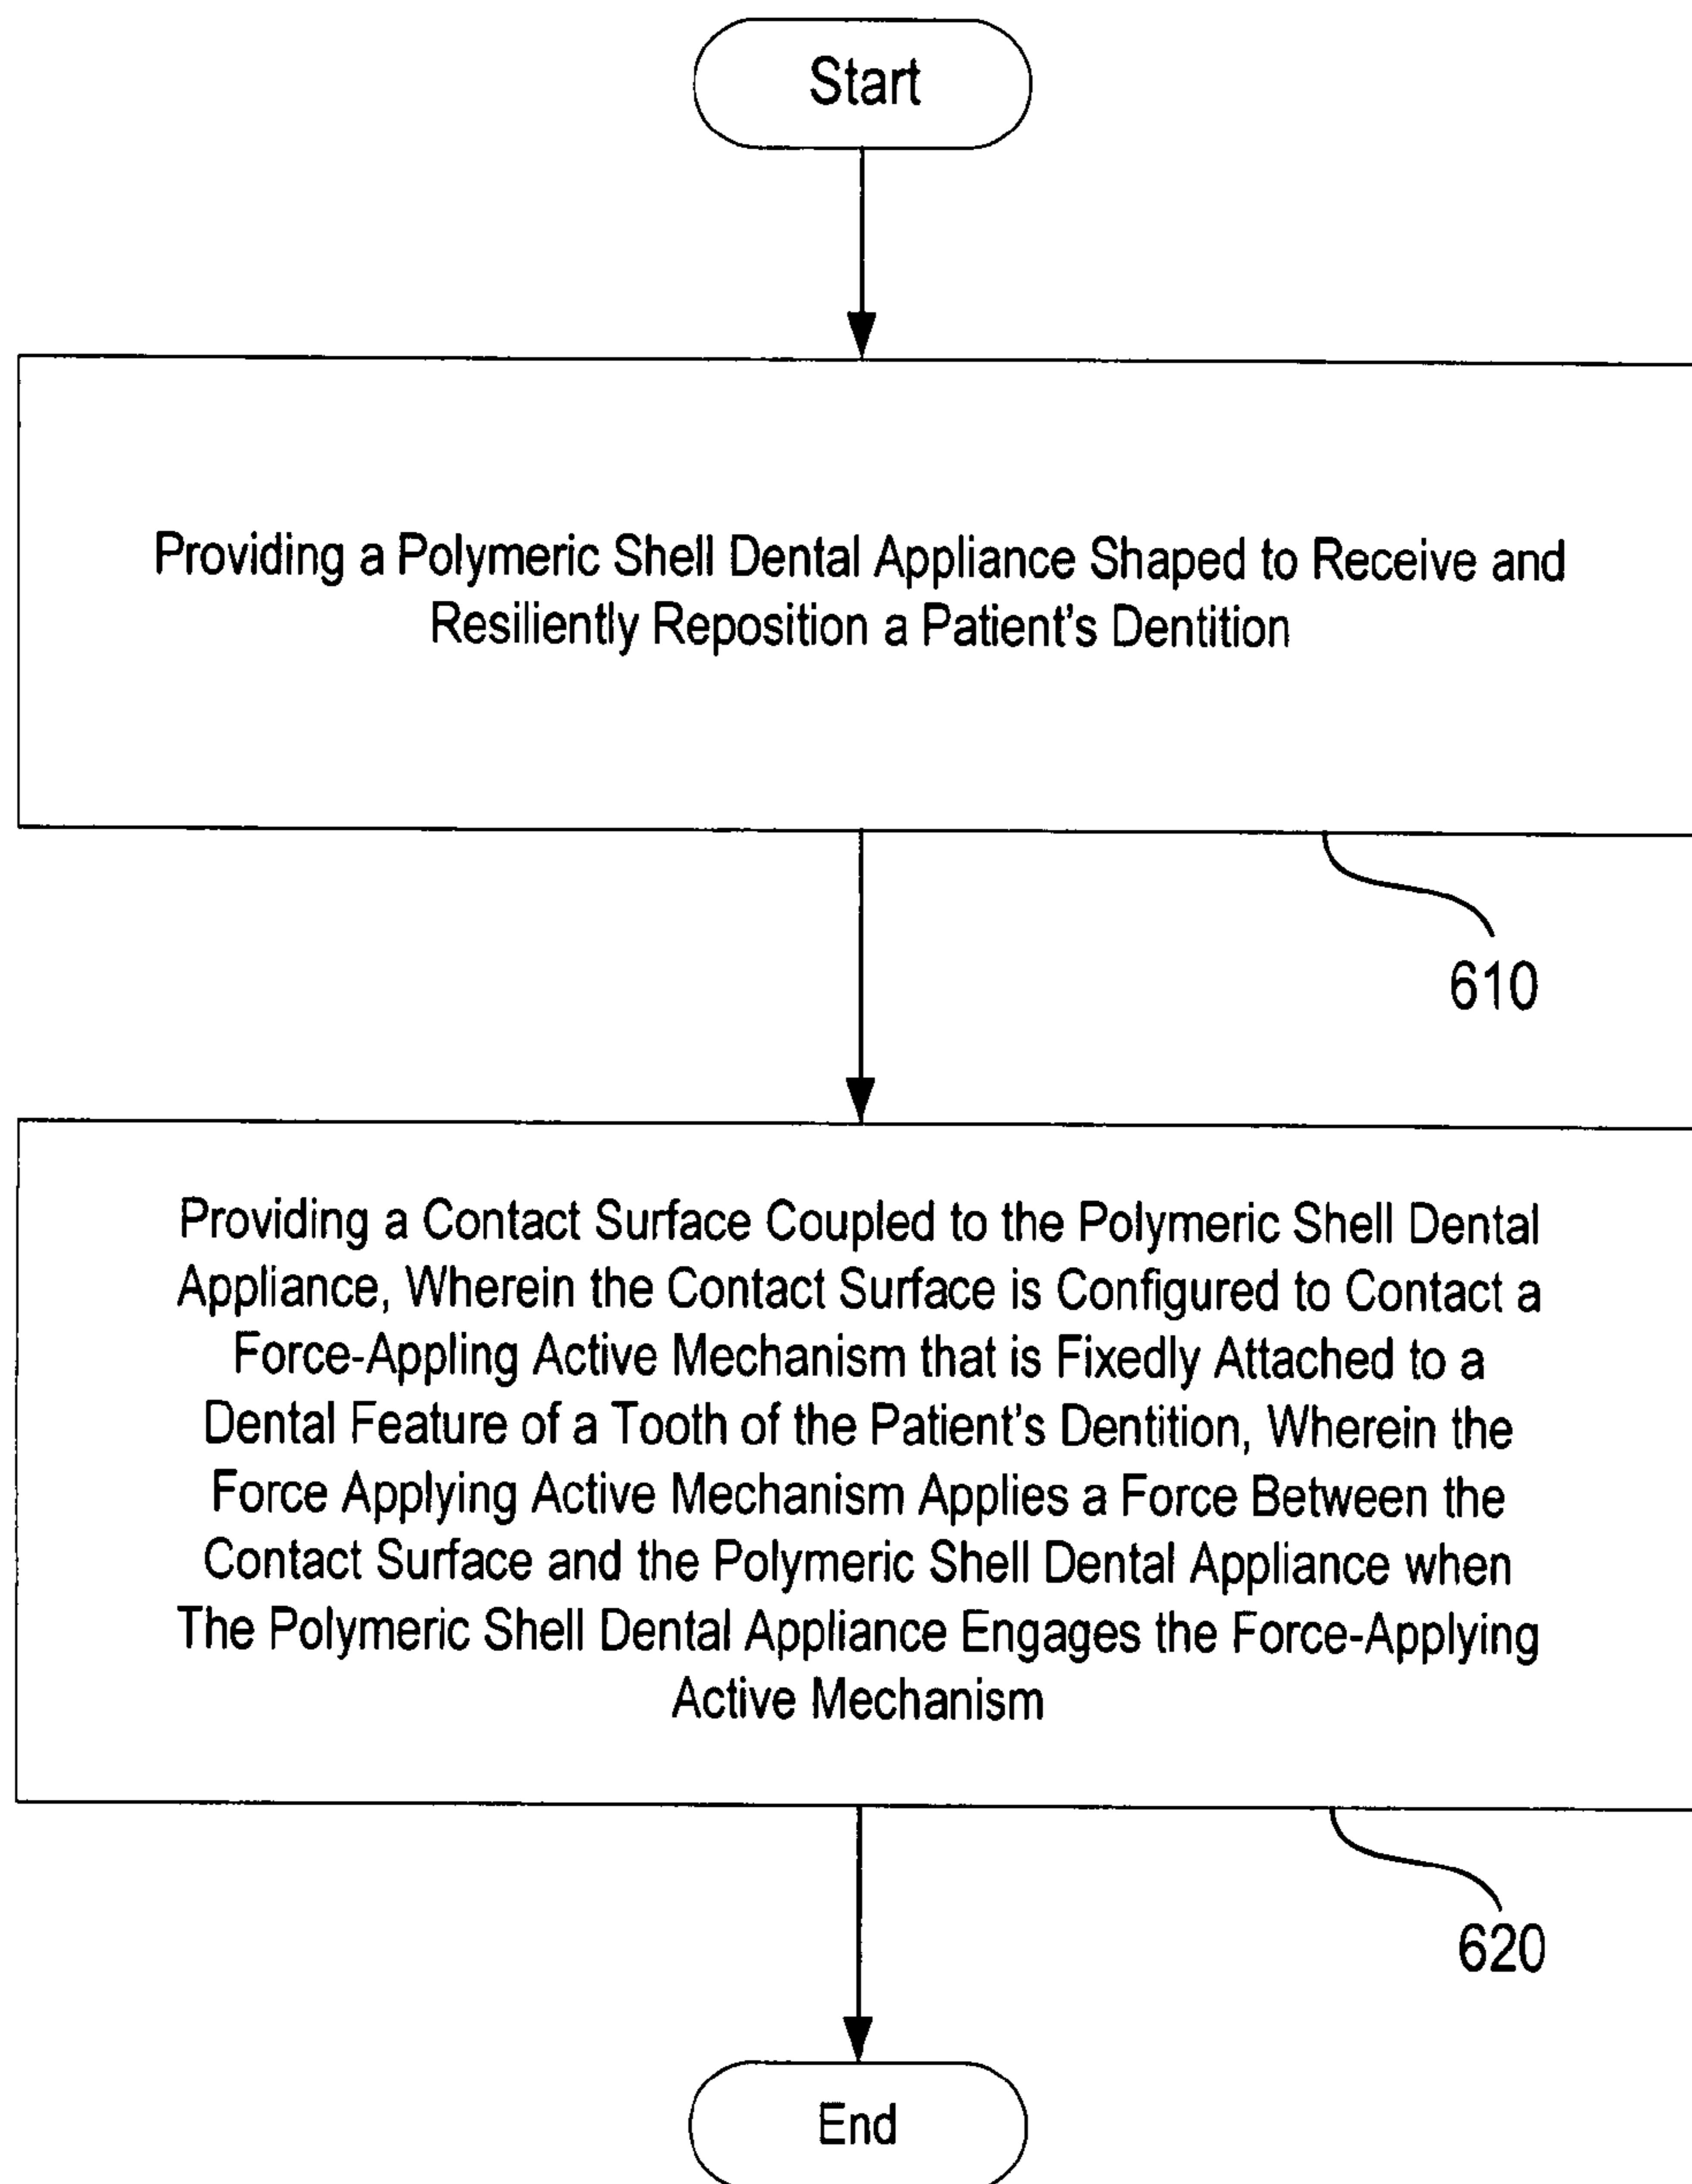 Start
Providing a Polymeric Shell Dental Appliance Shaped to Receive and
Resiliently Reposition a Patient's Dentition
610
Providing a Contact Surface Coupled to the Polymeric Shell Dental
Appliance, Wherein the Contact Surface is Configured to Contact a
Force-Appling Active Mechanism that is Fixedly Attached to a
Dental Feature of a Tooth of the Patient's Dentition, Wherein the
Force Applying Active Mechanism Applies a Force Between the
Contact Surface and the Polymeric Shell Dental Appliance when
The Polymeric Shell Dental Appliance Engages the Force-Applying
Active Mechanism
620
End